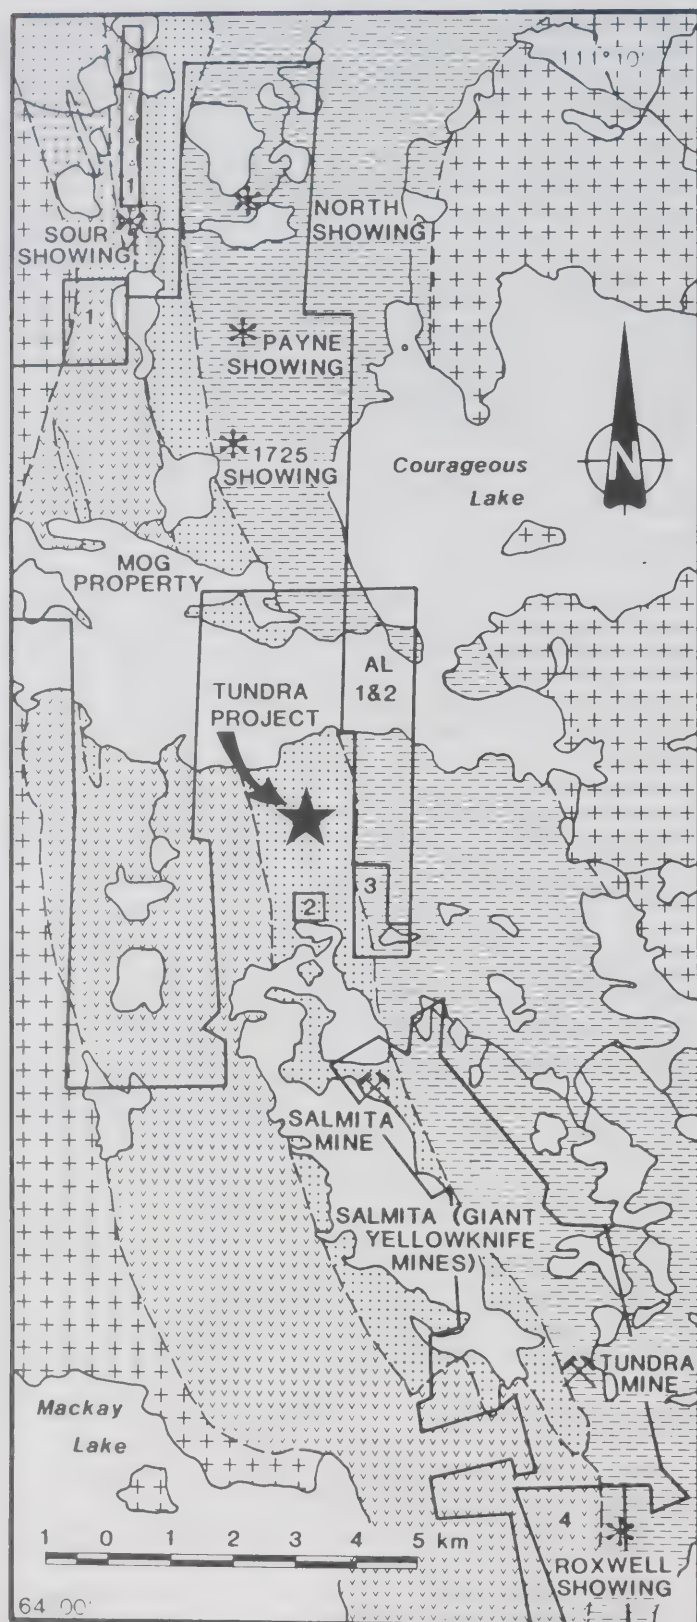 111°10'
1
SOUR
SHOWING
NORTH
SHOWING
1
PAYNE
SHOWING
N
1725
SHOWING
Courageous
Lake
MOG
PROPERTY
AL
1&2
TUNDRA
PROJECT
3
2
SALMITA
MINE
SALMITA (GIANT
YELLOWKNIFE
MINES)
TUNDRA
MINE
Mackay
Lake
4
1 0 1 2 3 4 5 km
ROXWELL
SHOWING
64°00'